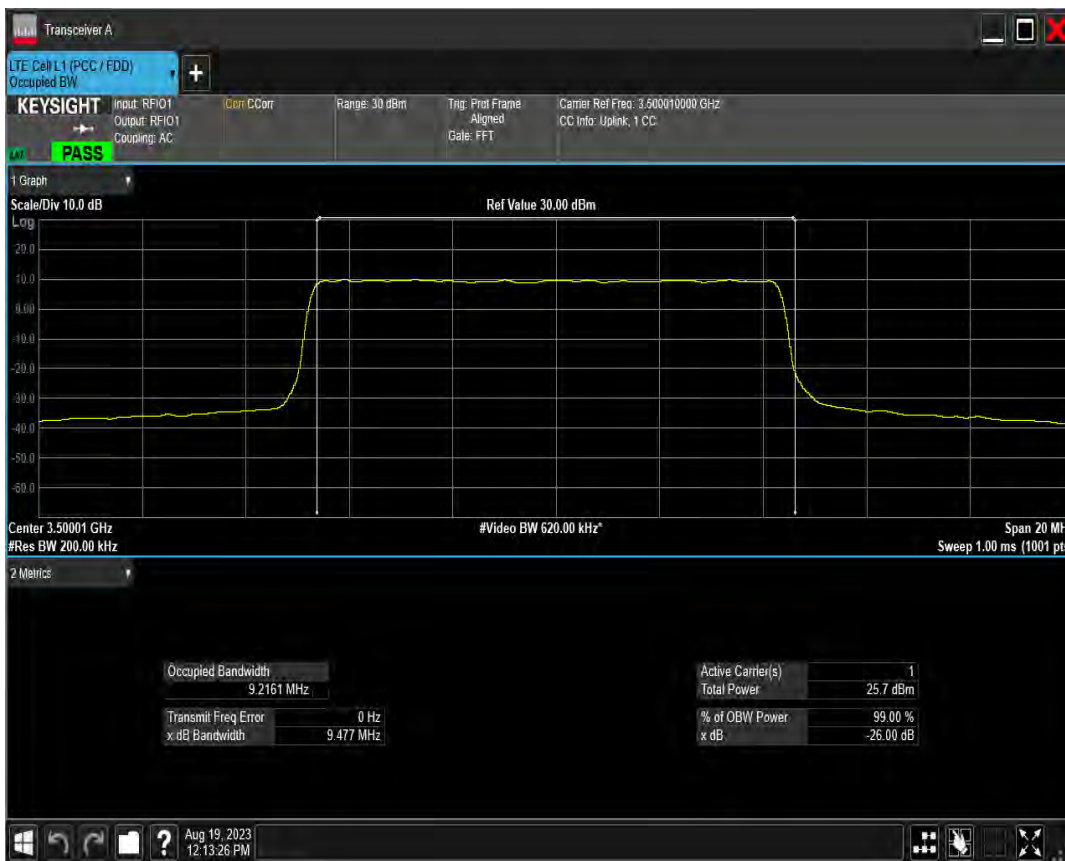 Transceiver A
LTE Cell L1 (PCC / FDD)
Occupied BW
+
KEYSIGHT
Input: RFIO1
Output: RFIO1
Coupling: AC
Corr CCorr
Range: 30 dBm
Trig: Prot Frame
Aligned
Gate: FFT
Carrier Ref Freq: 3.500010000 GHz
CC Info: Uplink, 1 CC
PASS
1 Graph
Scale/Div 10.0 dB
Ref Value 30.00 dBm
Log
20.0
10.0
0.00
-10.0
-20.0
-30.0
-40.0
-50.0
-60.0
Center 3.50001 GHz
#Video BW 620.00 kHz*
Span 20 MH
#Res BW 200.00 kHz
Sweep 1.00 ms (1001 pts
2 Metrics
Occupied Bandwidth
9.2161 MHz
Transmit Freq Error 0 Hz
x dB Bandwidth 9.477 MHz
Active Carrier(s) 1
Total Power 25.7 dBm
% of OBW Power 99.00 %
x dB -26.00 dB
?
Aug 19, 2023
12:13:26 PM